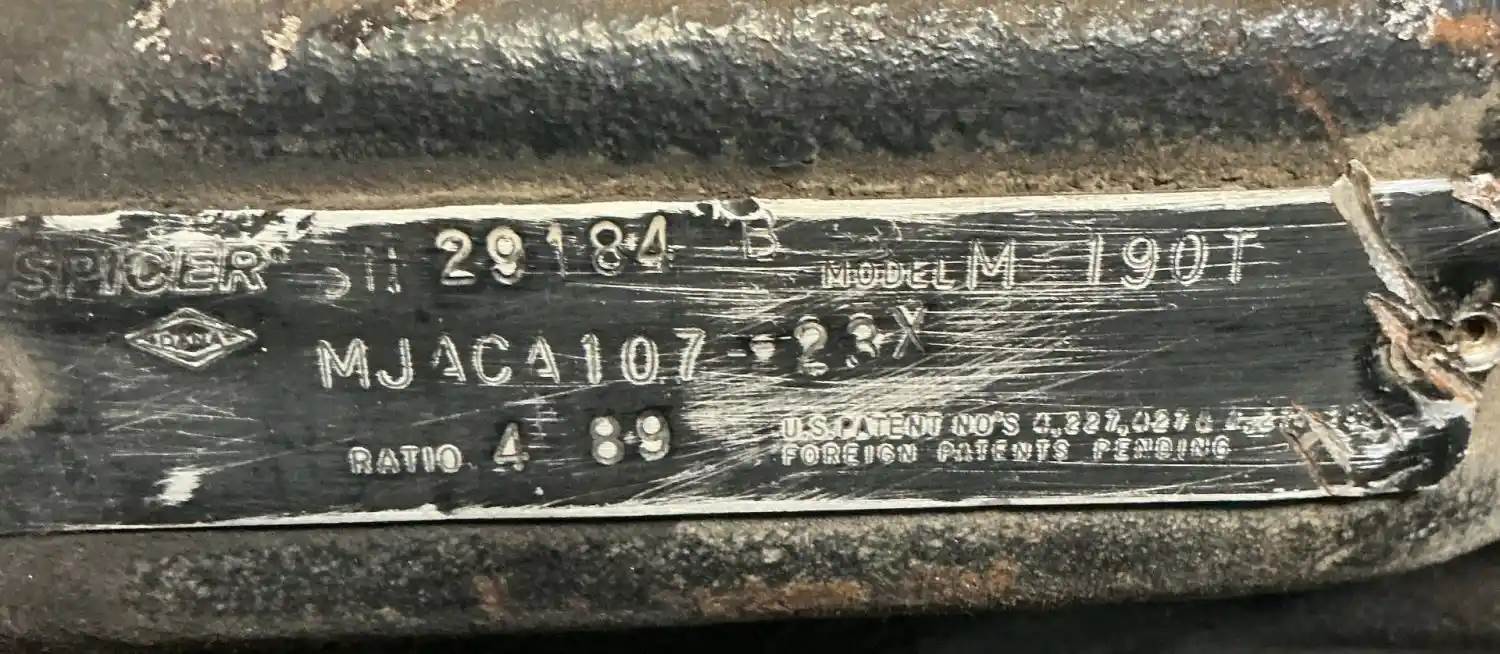 SPICER® 29184 B MODEL M 190T
DANA
MJACA107-23X
RATIO 4 89
U.S. PATENT NO'S 4,227,427 &
FOREIGN PATENTS PENDING